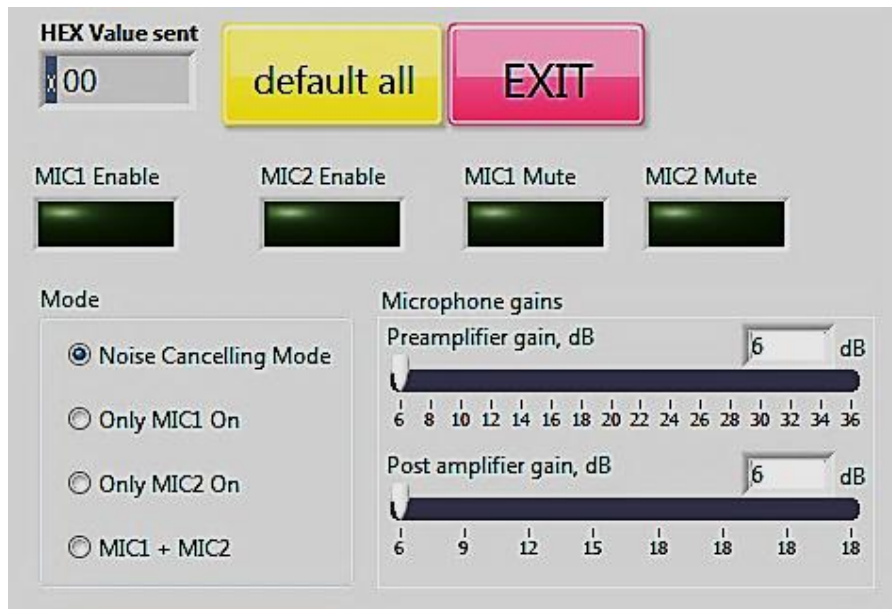 HEX Value sent
x 00
default all
EXIT
MIC1 Enable
MIC2 Enable
MIC1 Mute
MIC2 Mute
Mode
Noise Cancelling Mode
Only MIC1 On
Only MIC2 On
MIC1 + MIC2
Microphone gains
Preamplifier gain, dB
6 dB
6 8 10 12 14 16 18 20 22 24 26 28 30 32 34 36
Post amplifier gain, dB
6 dB
6 9 12 15 18 18 18 18